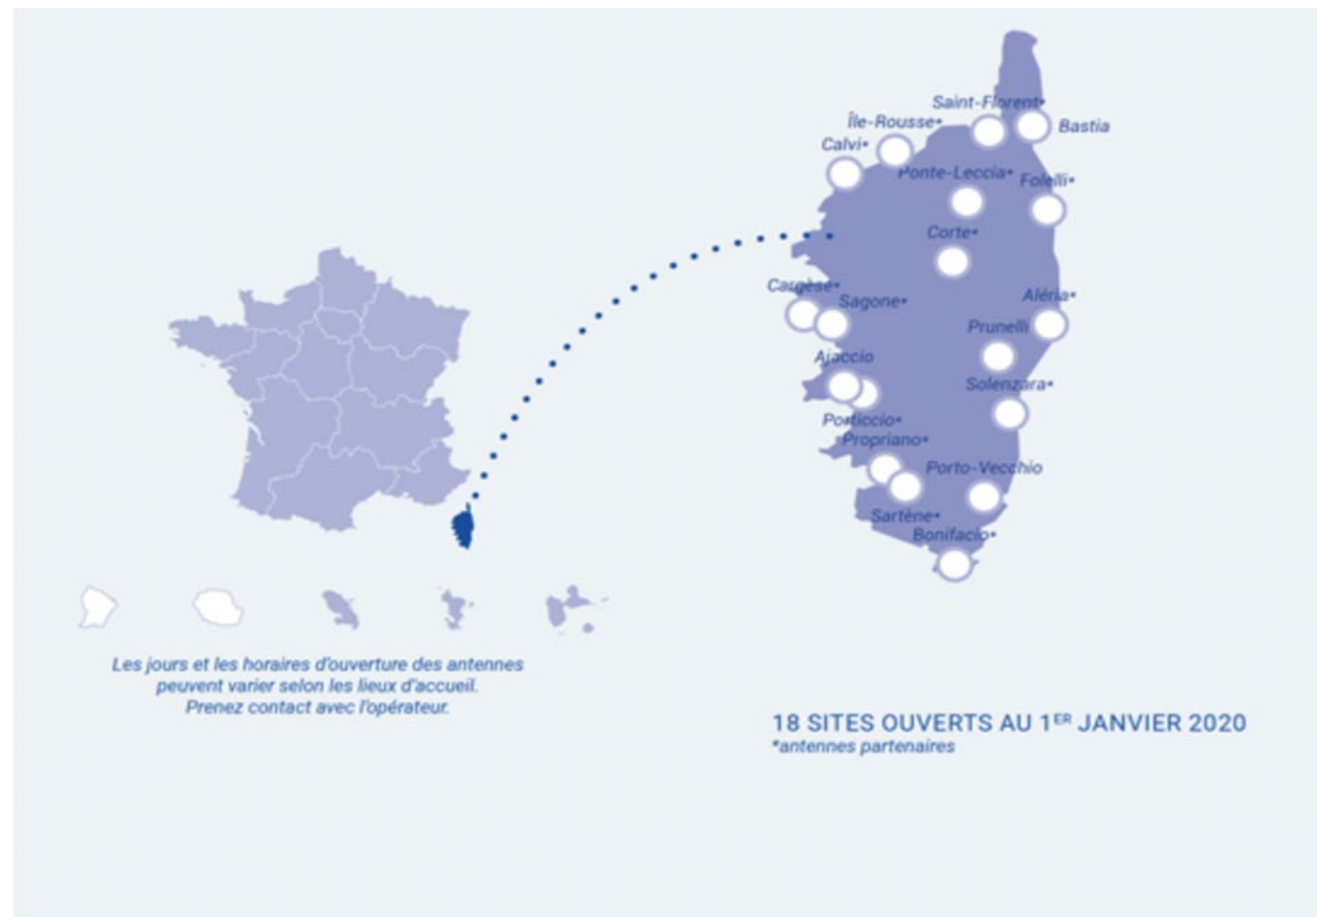 Saint-Florent*
Île-Rousse*
Bastia
Calvi*
Ponte-Leccia*
Folelli*
Corte*
Cargèse*
Sagone*
Aléria*
Prunelli
Ajaccio
Solenzara*
Porticcio*
Propriano*
Porto-Vecchio
Sartène*
Bonifacio*
Les jours et les horaires d'ouverture des antennes
peuvent varier selon les lieux d'accueil.
Prenez contact avec l'opérateur.
18 SITES OUVERTS AU 1ER JANVIER 2020
*antennes partenaires